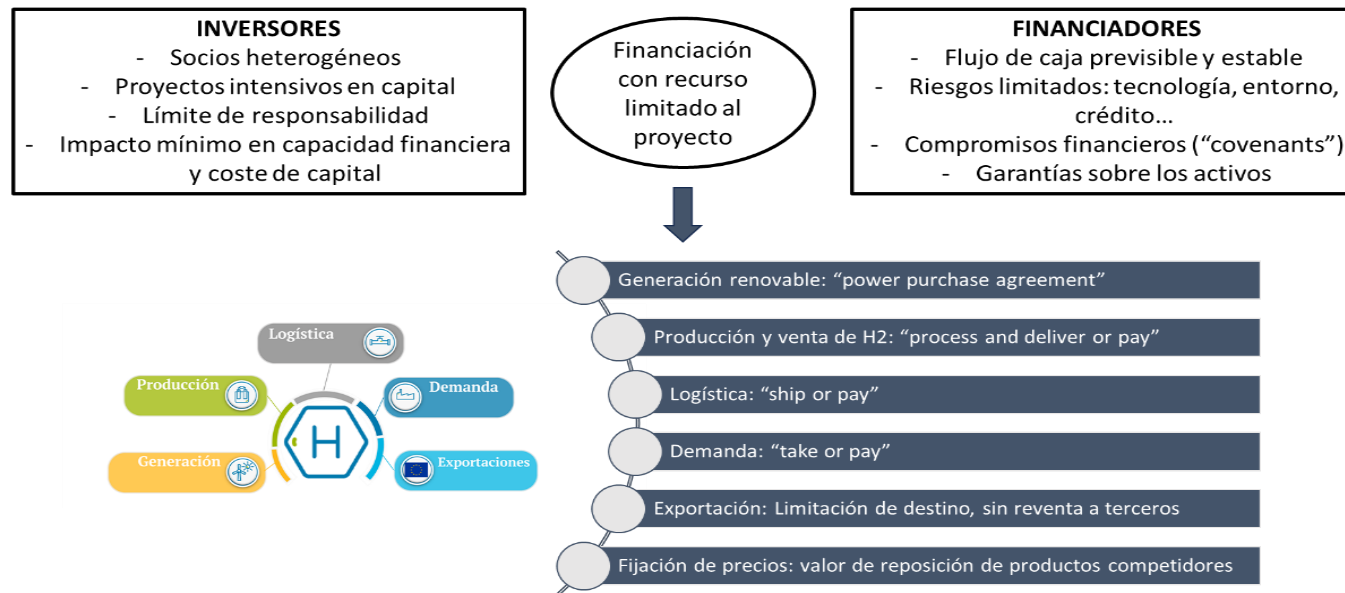 INVERSORES
- Socios heterogéneos
- Proyectos intensivos en capital
- Límite de responsabilidad
- Impacto mínimo en capacidad financiera
y coste de capital
Financiación
con recurso
limitado al
proyecto
FINANCIADORES
- Flujo de caja previsible y estable
- Riesgos limitados: tecnología, entorno,
crédito...
- Compromisos financieros (“covenants”)
- Garantías sobre los activos
Logística
Producción
Demanda
Generación
Exportaciones
H
Generación renovable: “power purchase agreement”
Producción y venta de H2: “process and deliver or pay”
Logística: “ship or pay”
Demanda: “take or pay”
Exportación: Limitación de destino, sin reventa a terceros
Fijación de precios: valor de reposición de productos competidores